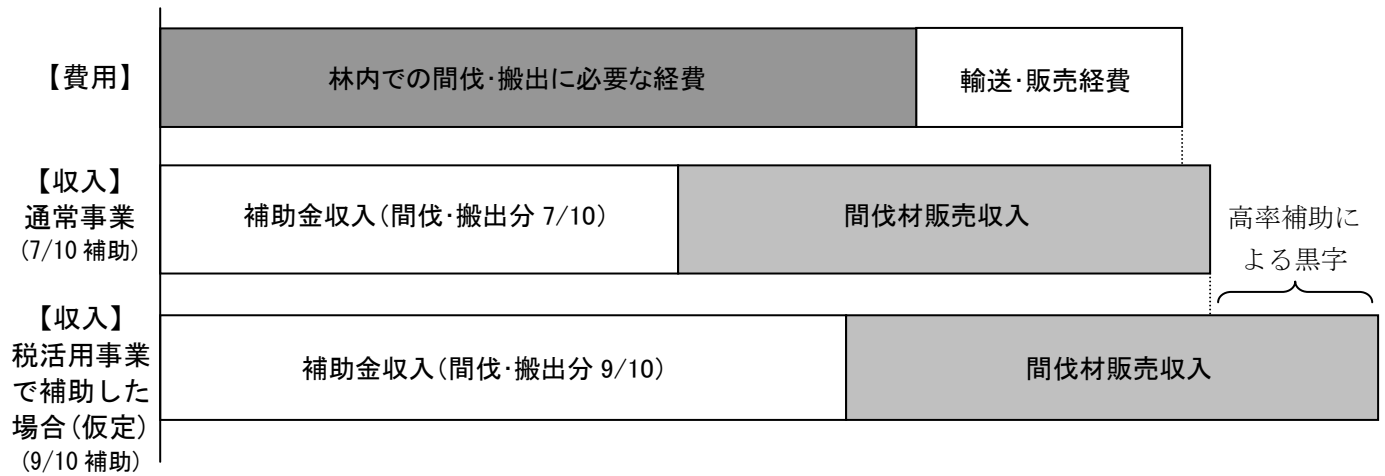 【費用】
林内での間伐・搬出に必要な経費
輸送・販売経費
【収入】
通常事業
(7/10 補助)
補助金収入(間伐・搬出分 7/10)
間伐材販売収入
高率補助に
よる黒字
【収入】
税活用事業
で補助した
場合(仮定)
(9/10 補助)
補助金収入(間伐・搬出分 9/10)
間伐材販売収入